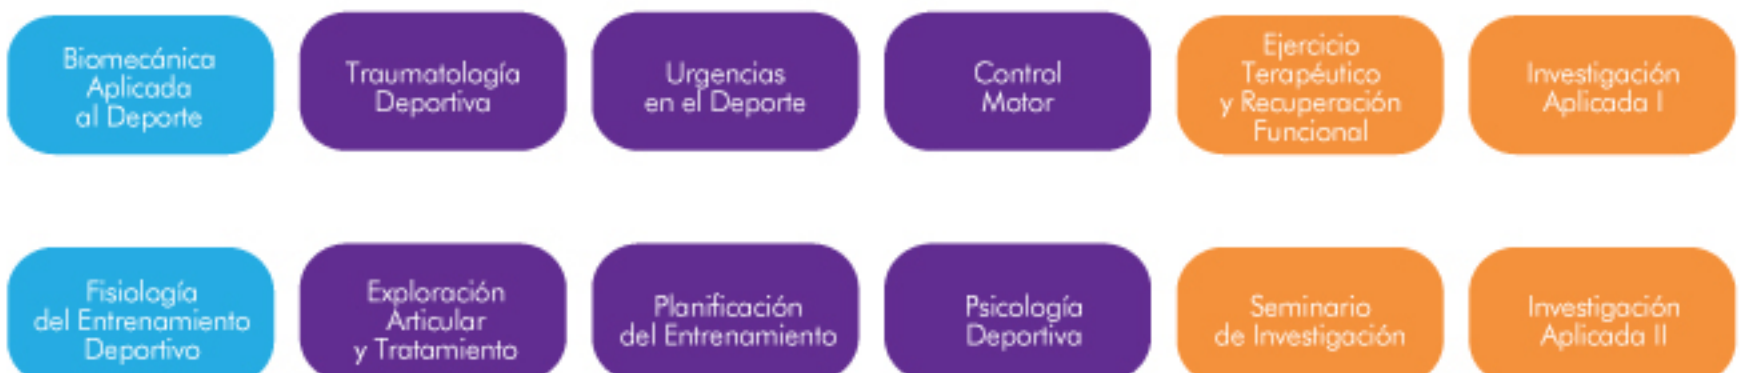 Biomecánica
Aplicada
al Deporte
Traumatología
Deportiva
Urgencias
en el Deporte
Control
Motor
Ejercicio
Terapéutico
y Recuperación
Funcional
Investigación
Aplicada I
Fisiología
del Entrenamiento
Deportivo
Exploración
Articular
y Tratamiento
Planificación
del Entrenamiento
Psicología
Deportiva
Seminario
de Investigación
Investigación
Aplicada II